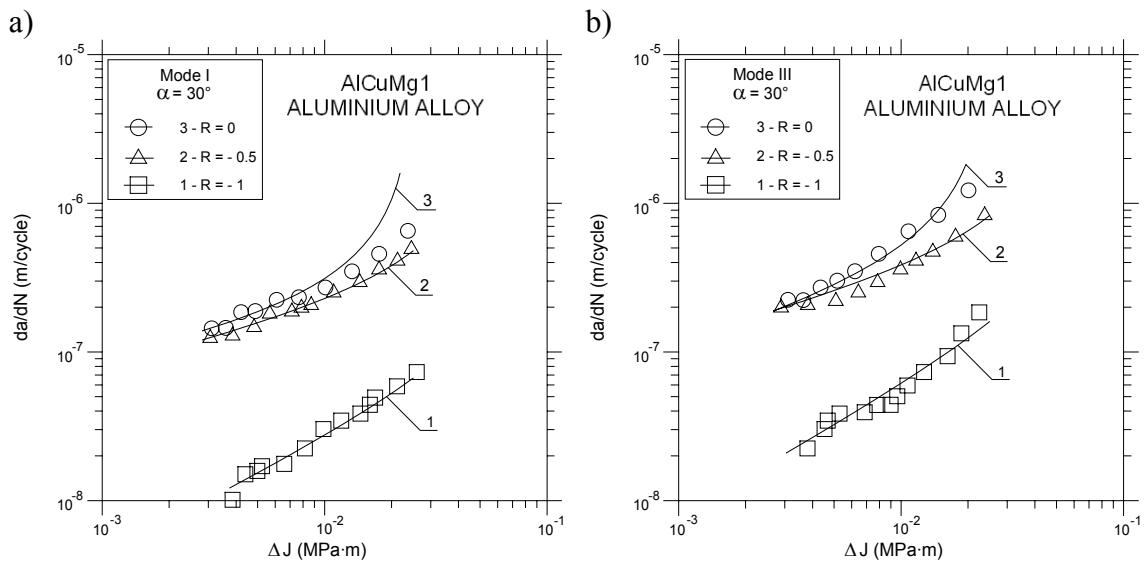 a)
10^-5
Mode I
α = 30°
3 - R = 0
2 - R = - 0.5
1 - R = - 1
AlCuMg1
ALUMINIUM ALLOY
3
10^-6
2
10^-7
1
10^-8
10^-3
10^-2
10^-1
da/dN (m/cycle)
ΔJ (MPa·m)
b)
10^-5
Mode III
α = 30°
3 - R = 0
2 - R = - 0.5
1 - R = - 1
AlCuMg1
ALUMINIUM ALLOY
3
10^-6
2
10^-7
1
10^-8
10^-3
10^-2
10^-1
da/dN (m/cycle)
ΔJ (MPa·m)